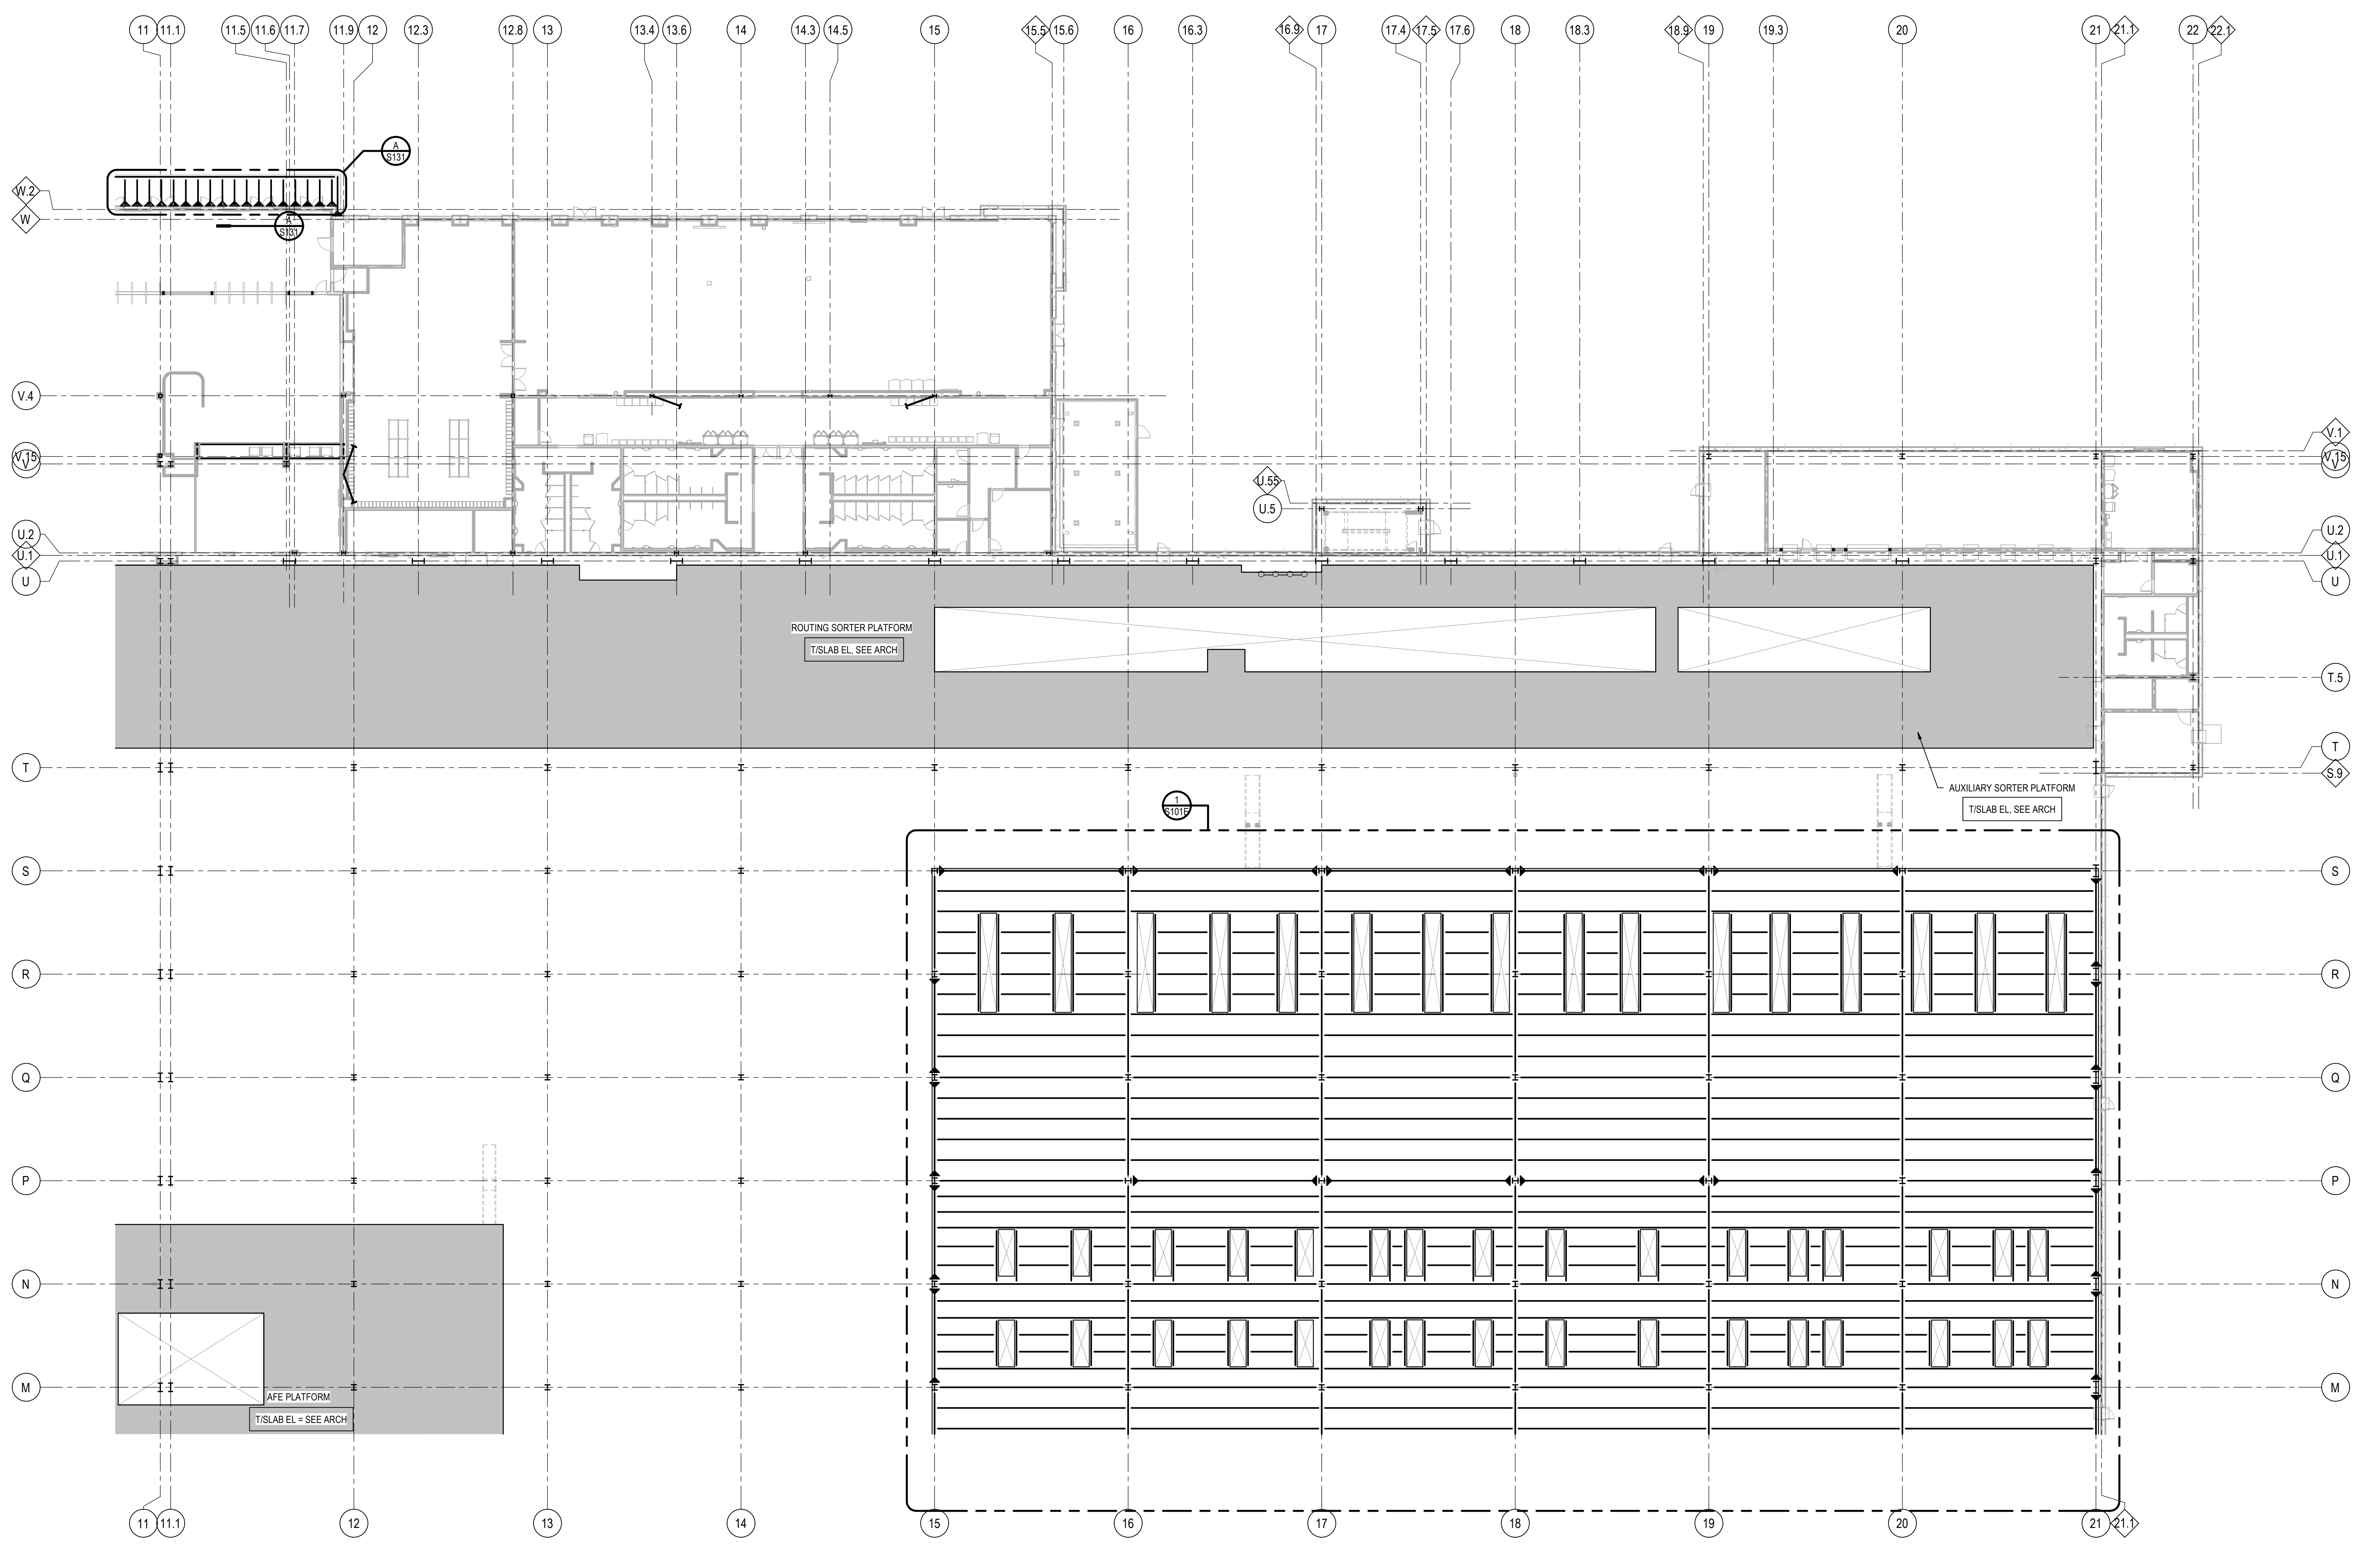 11 11.1 11.5 11.6 11.7 11.9 12 12.3 12.8 13 13.4 13.6 14 14.3 14.5 15 15.5 15.6 16 16.3 16.9 17 17.4 17.5 17.6 18 18.3 18.9 19 19.3 20 21 21.1 22 22.1
A
S131
W.2
W
A
S131
V.4
V.1
V.15 V.15
V V
U.55
U.5
U.2 U.2
U.1 U.1
U U
ROUTING SORTER PLATFORM
T/SLAB EL, SEE ARCH
T.5
T T
S.9
AUXILIARY SORTER PLATFORM
T/SLAB EL, SEE ARCH
1
S101E
S S
R R
Q Q
P P
N N
M M
AFE PLATFORM
T/SLAB EL = SEE ARCH
11 11.1 12 13 14 15 16 17 18 19 20 21 21.1